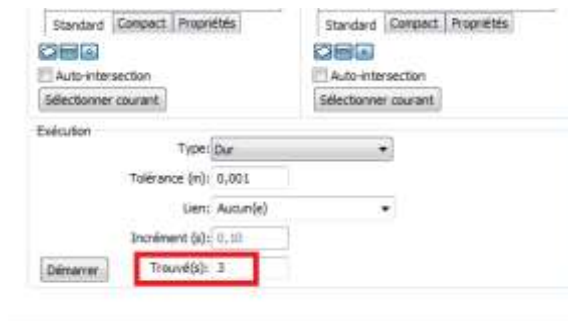 Standard Compact Propriétés Standard Compact Propriétés
Auto-intersection Auto-intersection
Sélectionner courant Sélectionner courant
Exécution
Type: Dur
Tolérance (m): 0,001
Lien: Aucun(e)
Incrément (s): 0,10
Démarrer Trouvé(s): 3